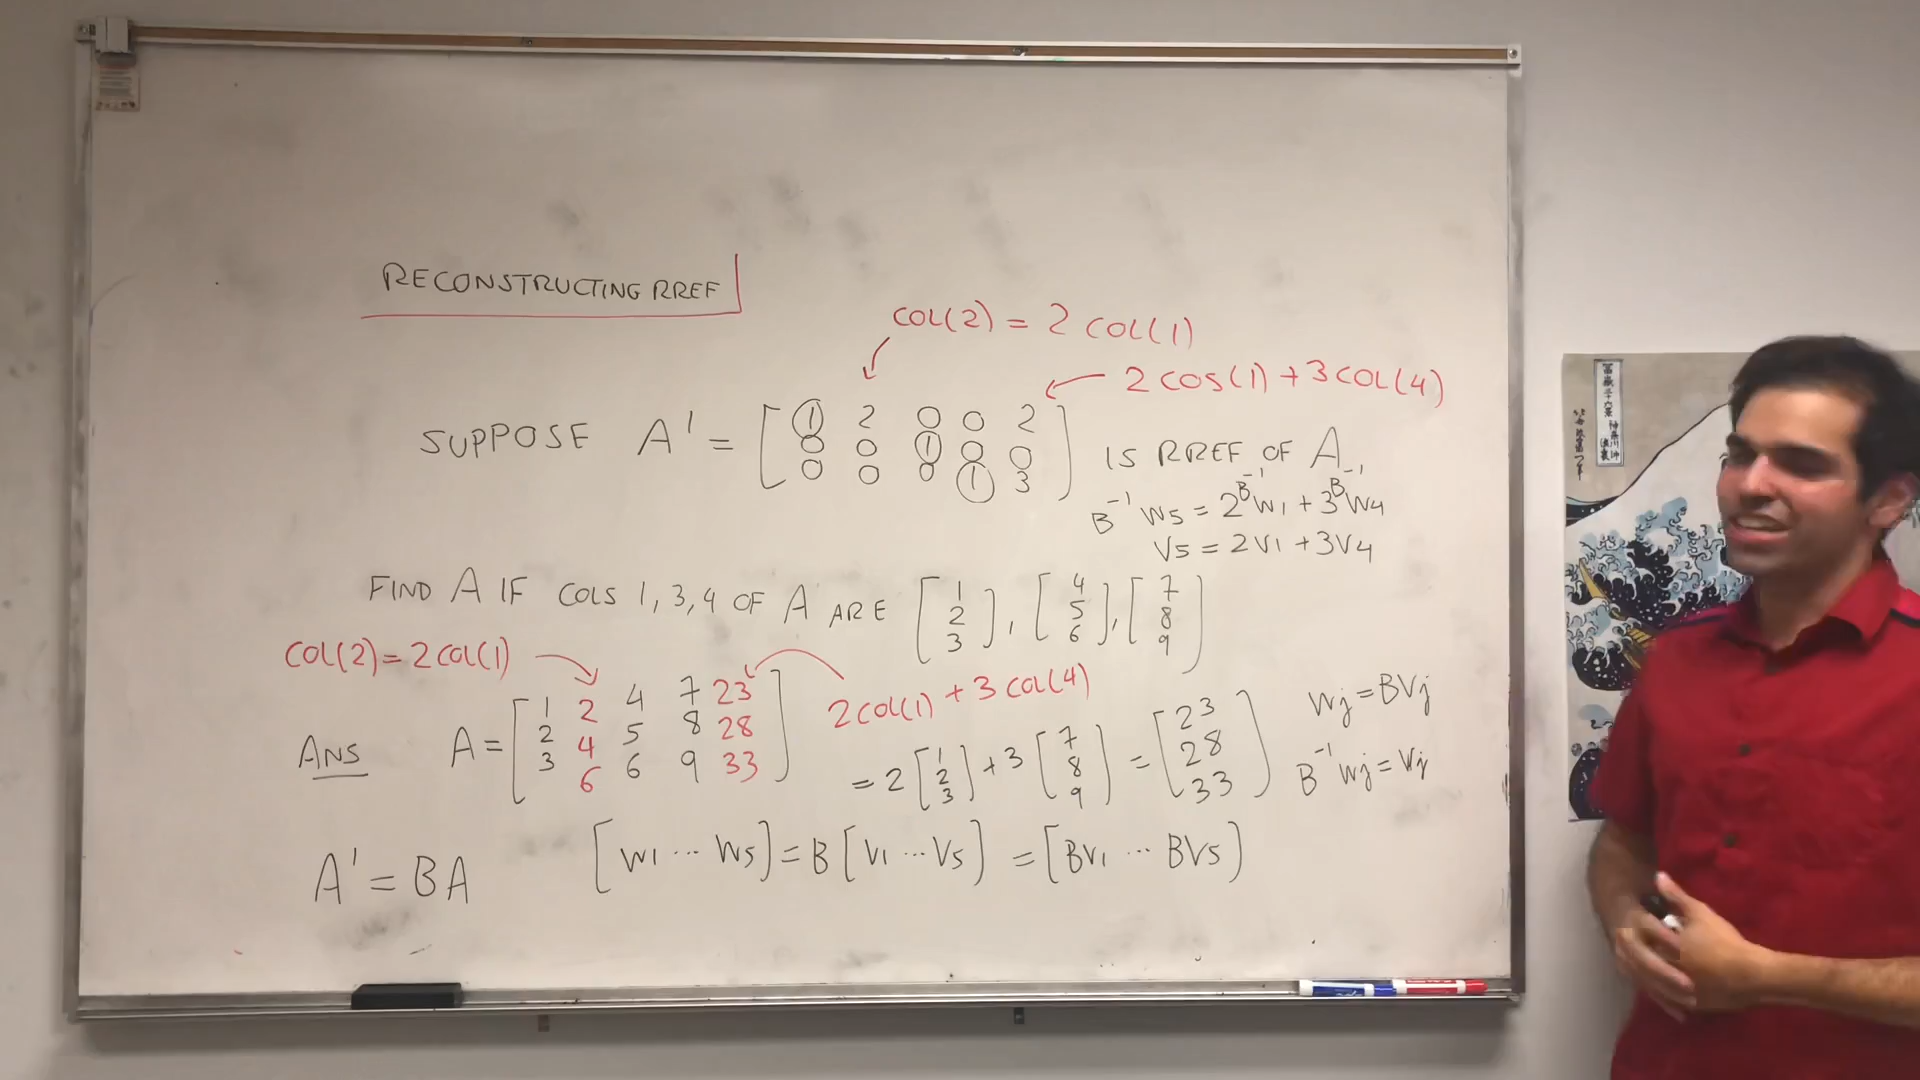 RECONSTRUCTING RREF
COL(2) = 2 COL(1)
2 COS(1) + 3 COL(4)
SUPPOSE A' = [1 2 0 0 2
0 0 1 0 0
0 0 0 1 3] IS RREF OF A
B⁻¹ W5 = 2 B⁻¹ W1 + 3 B⁻¹ W4
V5 = 2V1 + 3V4
FIND A IF COLS 1, 3, 4 OF A ARE [1 2 3], [4 5 6], [7 8 9]
COL(2) = 2 COL(1)
2 COL(1) + 3 COL(4)
ANS A = [1 2 4 7 23
2 4 5 8 28
3 6 6 9 33]
= 2 [1 2 3] + 3 [7 8 9] = [23 28 33]
Wj = BVj
B⁻¹ Wj = Vj
A' = BA
[W1 ... W5] = B [V1 ... V5] = [BV1 ... BV5]